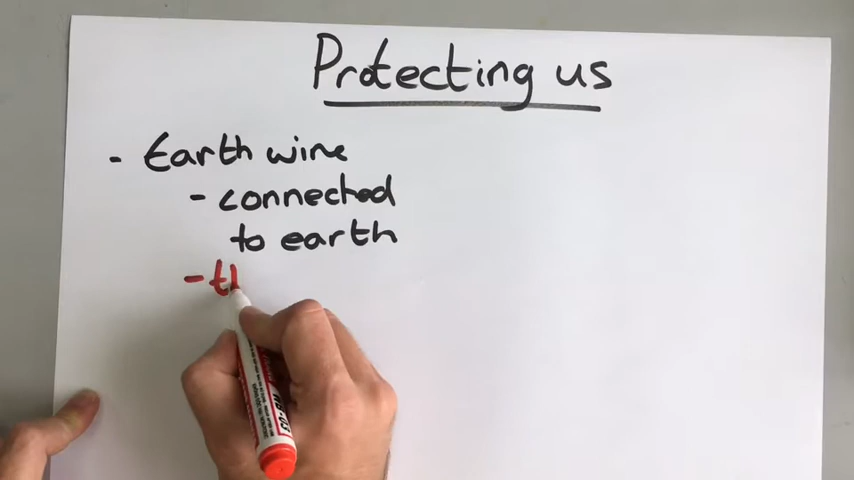 Protecting us
- Earth wire
- connected
to earth
- t